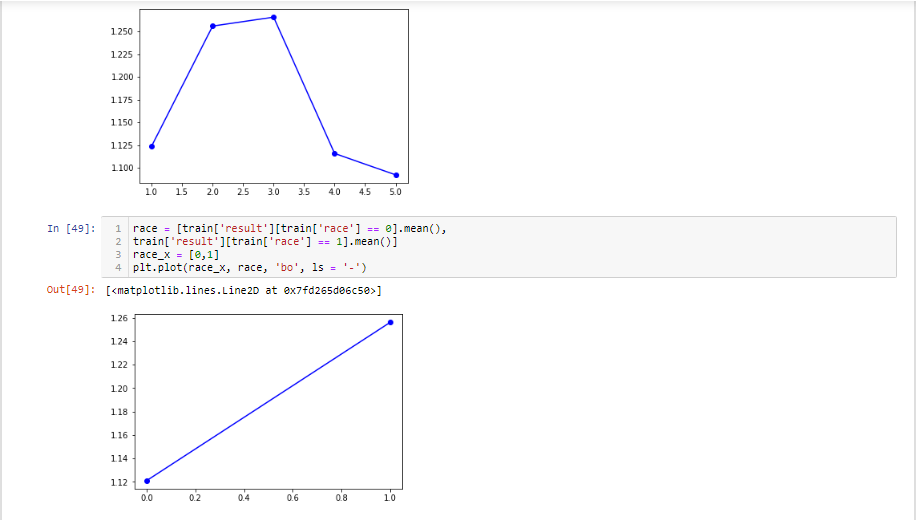 1.250
1.225
1.200
1.175
1.150
1.125
1.100
1.0 1.5 2.0 2.5 3.0 3.5 4.0 4.5 5.0
In [49]: 1 race = [train['result'][train['race'] == 0].mean(),
2 train['result'][train['race'] == 1].mean()]
3 race_x = [0,1]
4 plt.plot(race_x, race, 'bo', ls = '-')
Out[49]: [<matplotlib.lines.Line2D at 0x7fd265d06c50>]
1.26
1.24
1.22
1.20
1.18
1.16
1.14
1.12
0.0 0.2 0.4 0.6 0.8 1.0